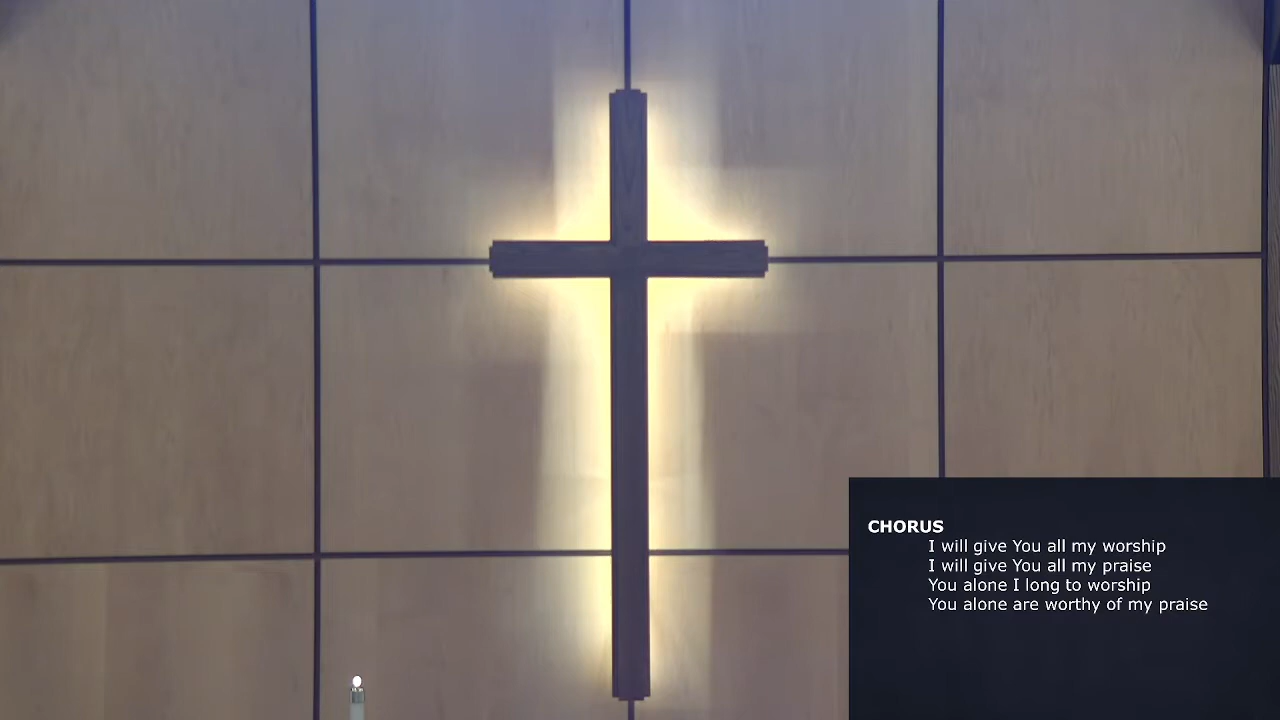 CHORUS
I will give You all my worship
I will give You all my praise
You alone I long to worship
You alone are worthy of my praise